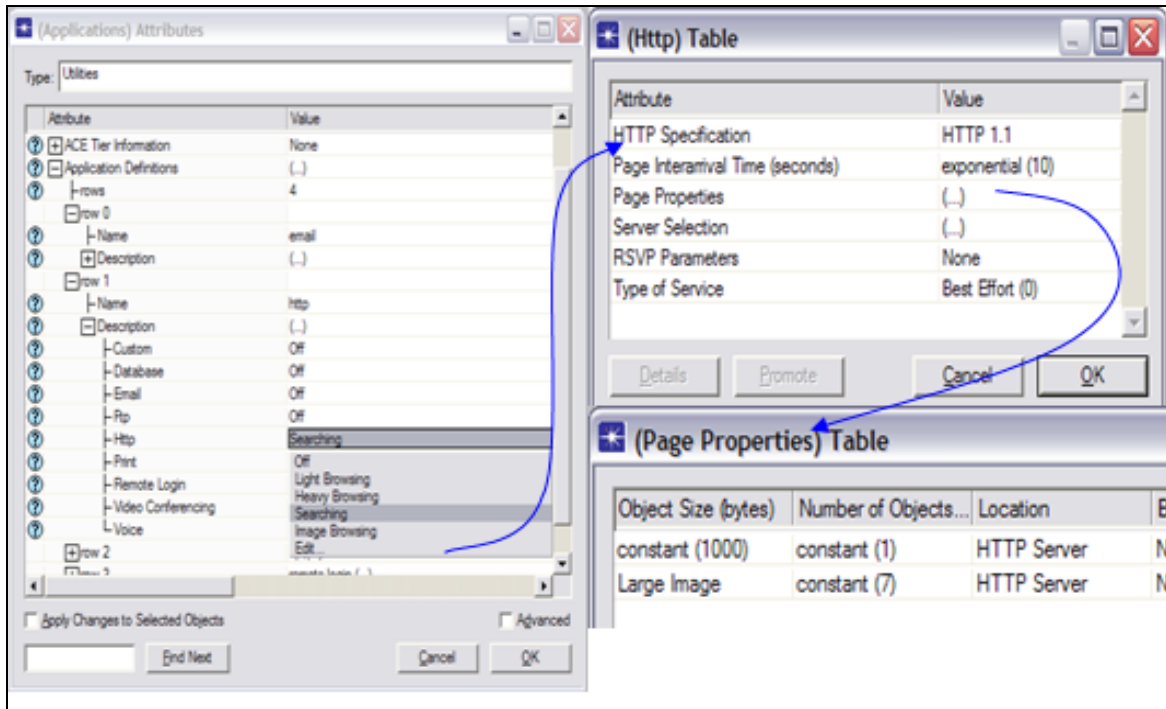 (Applications) Attributes
Type: Utilities
Attribute Value
ACE Tier Information None
Application Definitions (...)
rows 4
row 0
Name email
Description (...)
row 1
Name http
Description (...)
Custom Off
Database Off
Email Off
Ftp Off
Http Searching
Print Off
Remote Login Light Browsing
Heavy Browsing
Video Conferencing Searching
Voice Image Browsing
row 2 Edit...
row 3 remote login (...)
Apply Changes to Selected Objects Advanced
Find Next Cancel OK
(Http) Table
Attribute Value
HTTP Specification HTTP 1.1
Page Interarrival Time (seconds) exponential (10)
Page Properties (...)
Server Selection (...)
RSVP Parameters None
Type of Service Best Effort (0)
Details Promote Cancel OK
(Page Properties) Table
Object Size (bytes) Number of Objects... Location
constant (1000) constant (1) HTTP Server N
Large Image constant (7) HTTP Server N